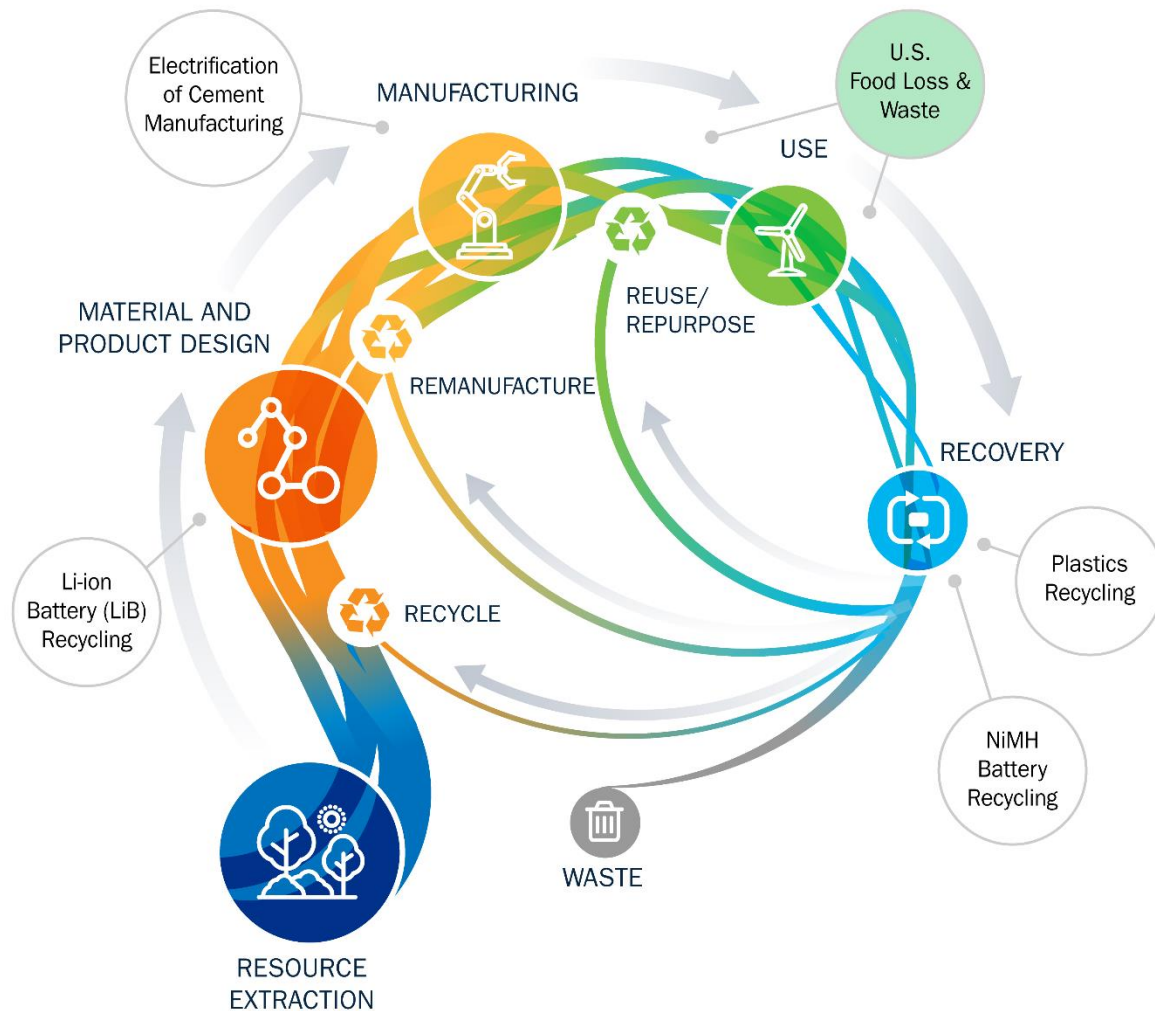 Electrification
of Cement
Manufacturing
MANUFACTURING
U.S.
Food Loss &
Waste
USE
MATERIAL AND
PRODUCT DESIGN
REUSE/
REPURPOSE
REMANUFACTURE
RECOVERY
Li-ion
Battery (LiB)
Recycling
RECYCLE
Plastics
Recycling
NiMH
Battery
Recycling
WASTE
RESOURCE
EXTRACTION